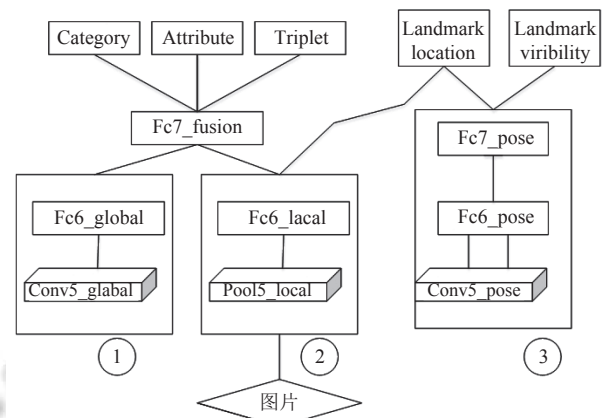 Category
Attribute
Triplet
Landmark
location
Landmark
viribility
Fc7_fusion
Fc7_pose
Fc6_global
Fc6_lacal
Fc6_pose
Conv5_glabal
Pool5_local
Conv5_pose
1
2
3
图片